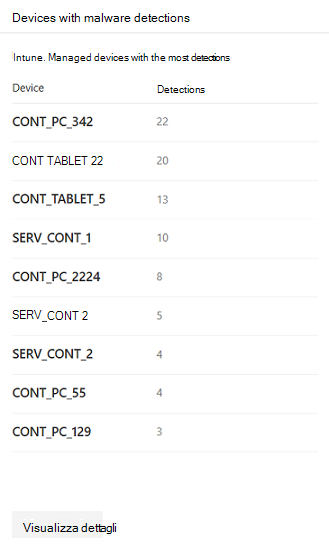 Devices with malware detections
Intune. Managed devices with the most detections
Device Detections
CONT_PC_342 22
CONT TABLET 22 20
CONT_TABLET_5 13
SERV_CONT_1 10
CONT_PC_2224 8
SERV_CONT 2 5
SERV_CONT_2 4
CONT_PC_55 4
CONT_PC_129 3
Visualizza dettagli